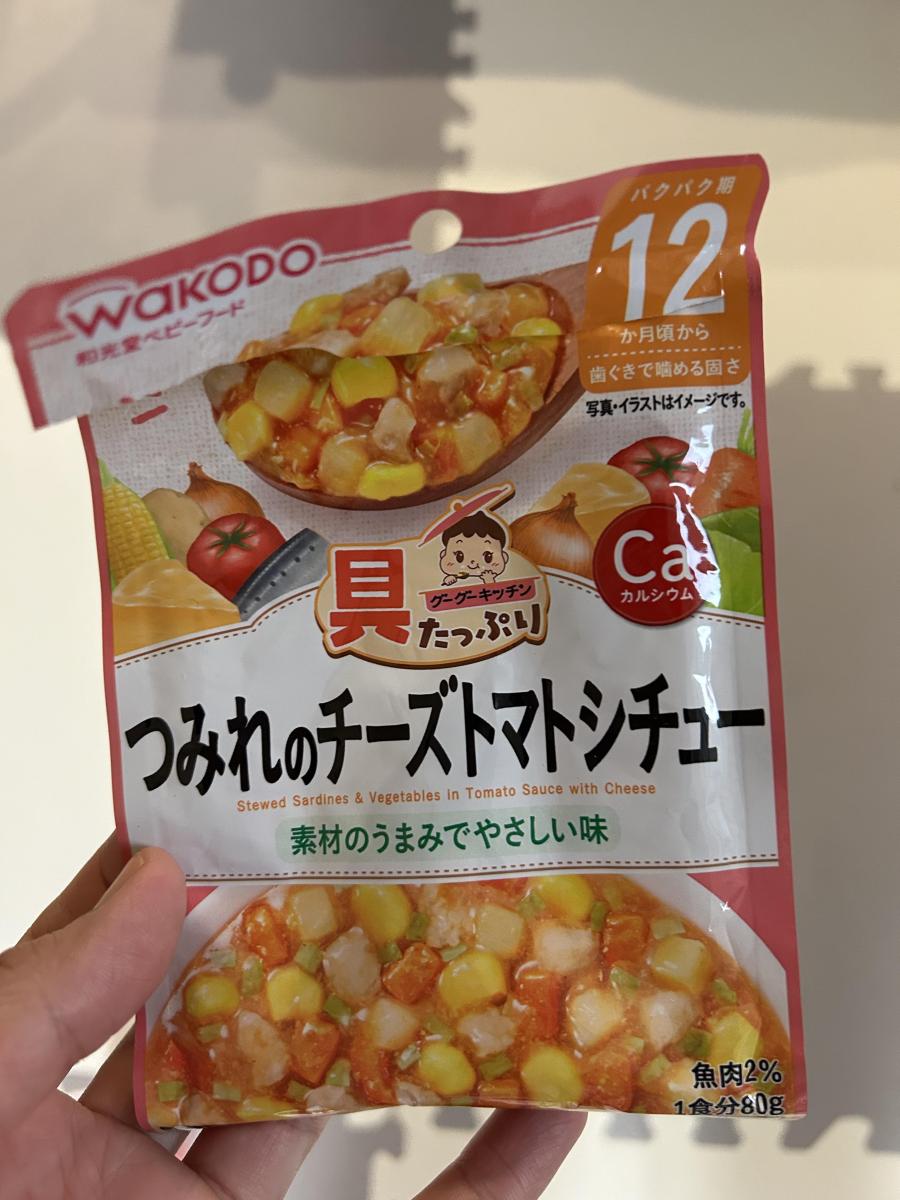 パクパク期
12
か月頃から
歯ぐきで噛める固さ
写真・イラストはイメージです。
WAKODO
和光堂ベビーフード
Ca
カルシウム
具
グーグーキッチン
たっぷり
つみれのチーズトマトシチュー
Stewed Sardines & Vegetables in Tomato Sauce with Cheese
素材のうまみでやさしい味
魚肉2%
1食分80g